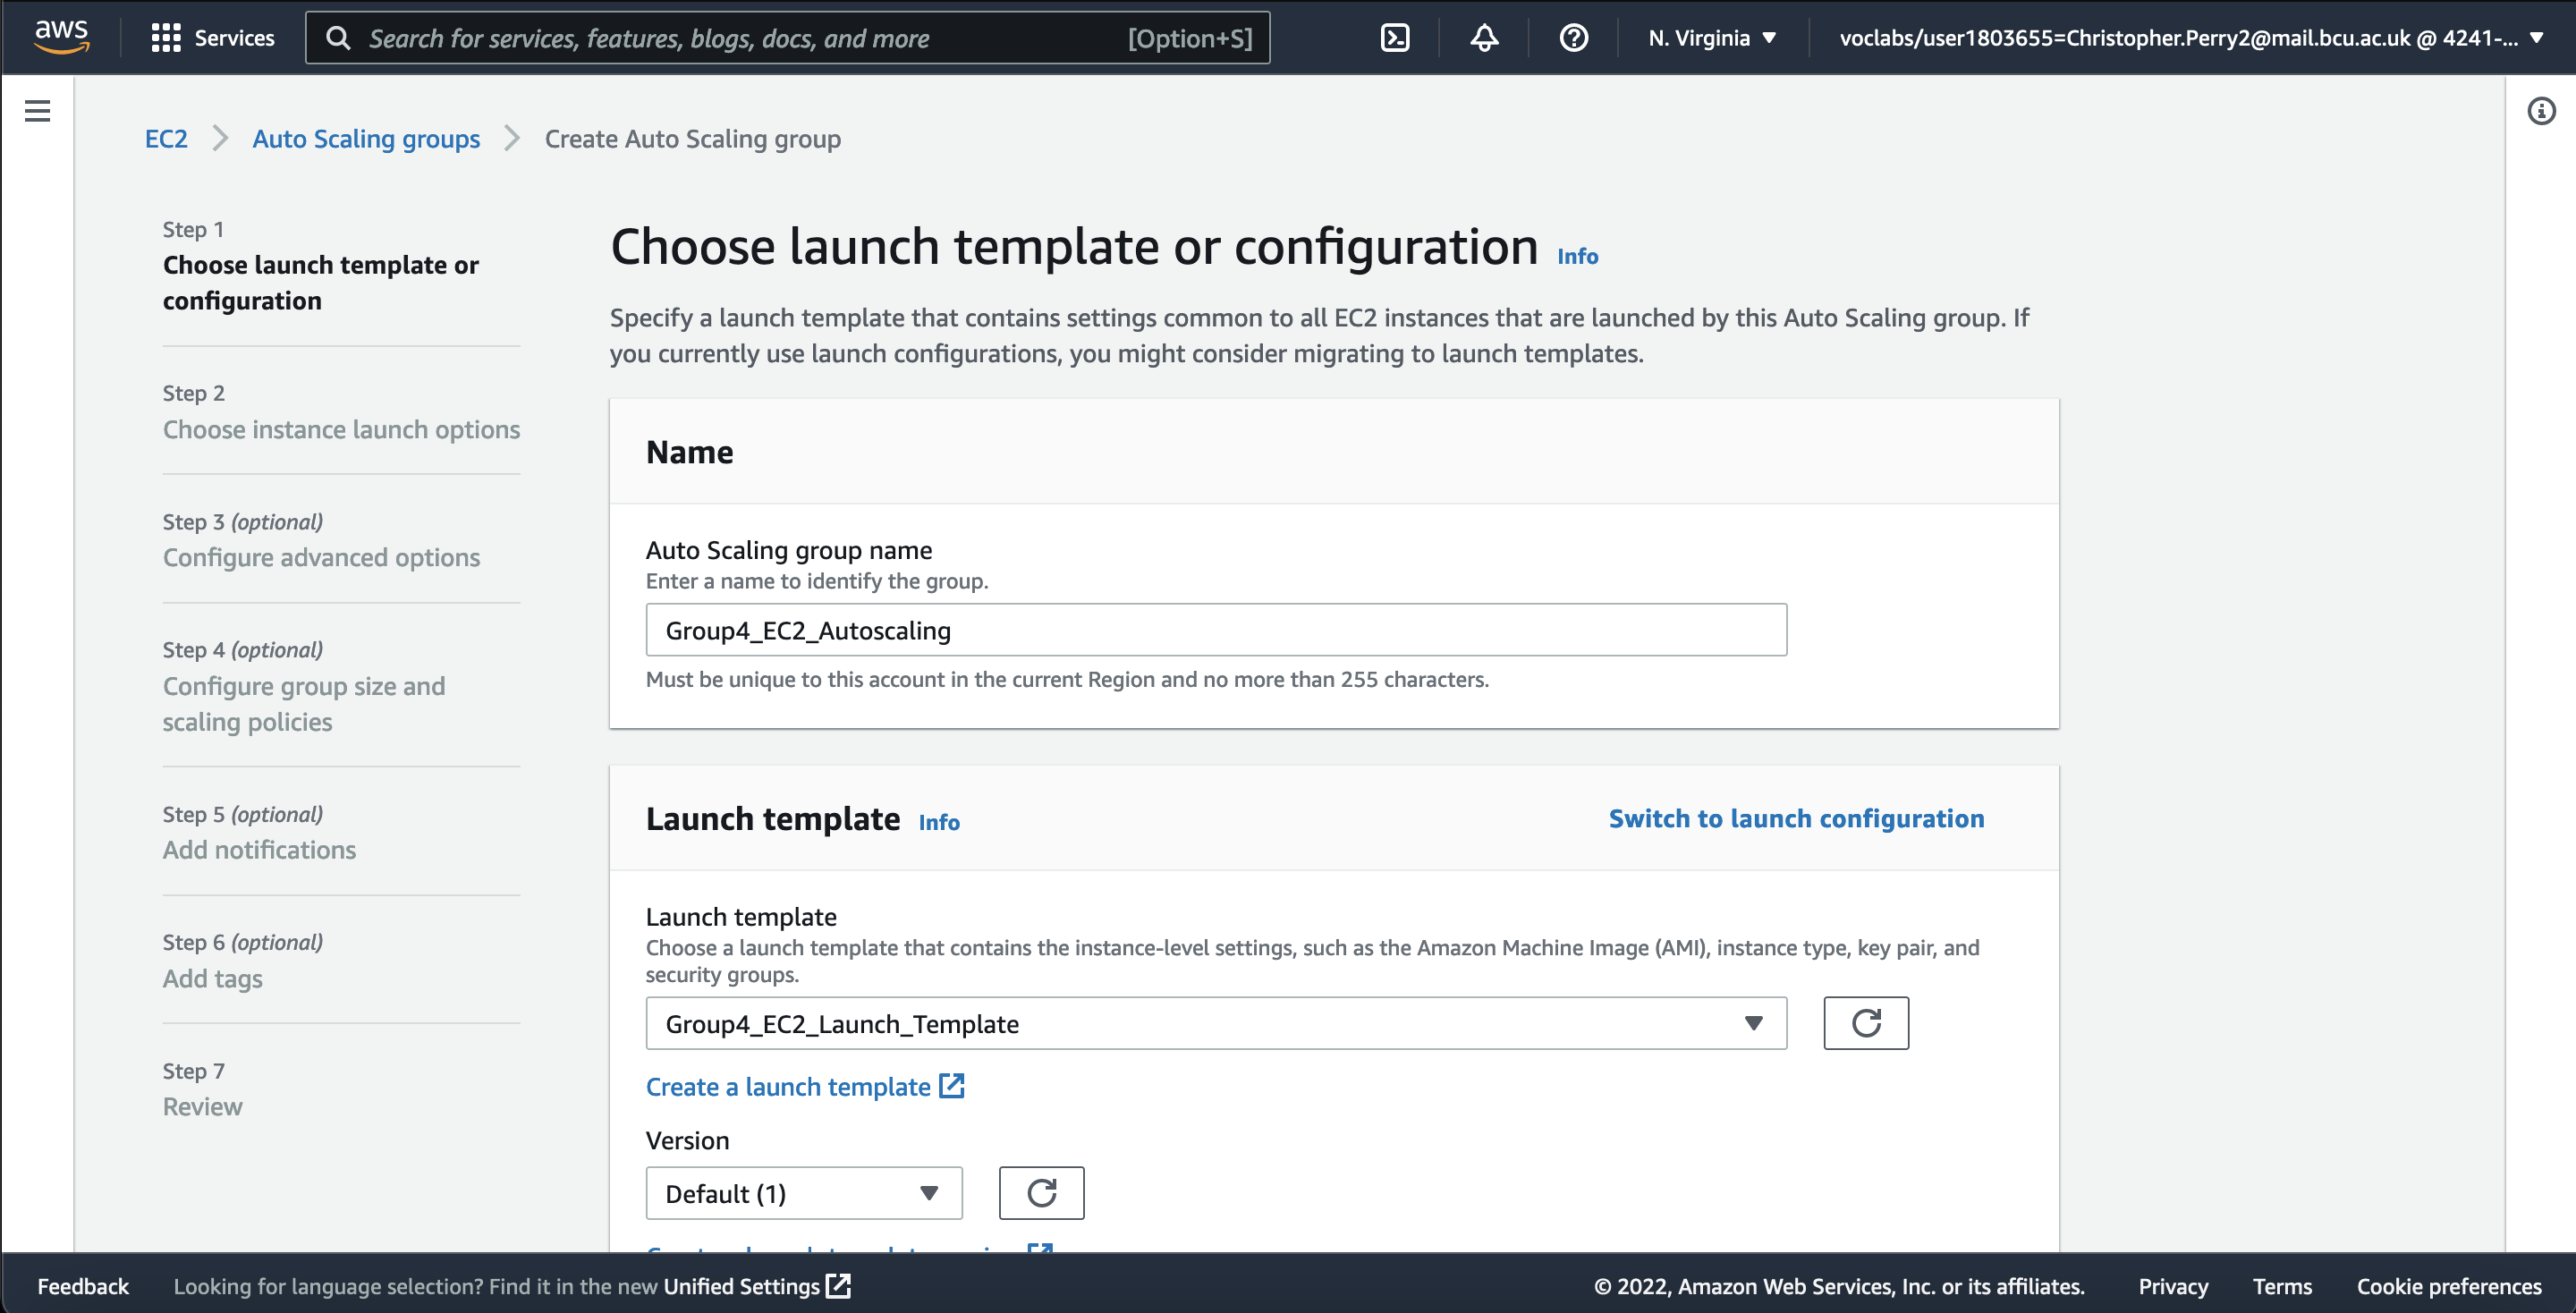 aws
Services
Search for services, features, blogs, docs, and more
[Option+S]
N. Virginia
voclabs/user1803655=Christopher.Perry2@mail.bcu.ac.uk @ 4241-...
EC2
Auto Scaling groups
Create Auto Scaling group
Step 1
Choose launch template or
configuration
Step 2
Choose instance launch options
Step 3 (optional)
Configure advanced options
Step 4 (optional)
Configure group size and
scaling policies
Step 5 (optional)
Add notifications
Step 6 (optional)
Add tags
Step 7
Review
Choose launch template or configuration Info
Specify a launch template that contains settings common to all EC2 instances that are launched by this Auto Scaling group. If
you currently use launch configurations, you might consider migrating to launch templates.
Name
Auto Scaling group name
Enter a name to identify the group.
Group4_EC2_Autoscaling
Must be unique to this account in the current Region and no more than 255 characters.
Launch template Info
Switch to launch configuration
Launch template
Choose a launch template that contains the instance-level settings, such as the Amazon Machine Image (AMI), instance type, key pair, and
security groups.
Group4_EC2_Launch_Template
Create a launch template
Version
Default (1)
Feedback
Looking for language selection? Find it in the new Unified Settings
© 2022, Amazon Web Services, Inc. or its affiliates.
Privacy
Terms
Cookie preferences